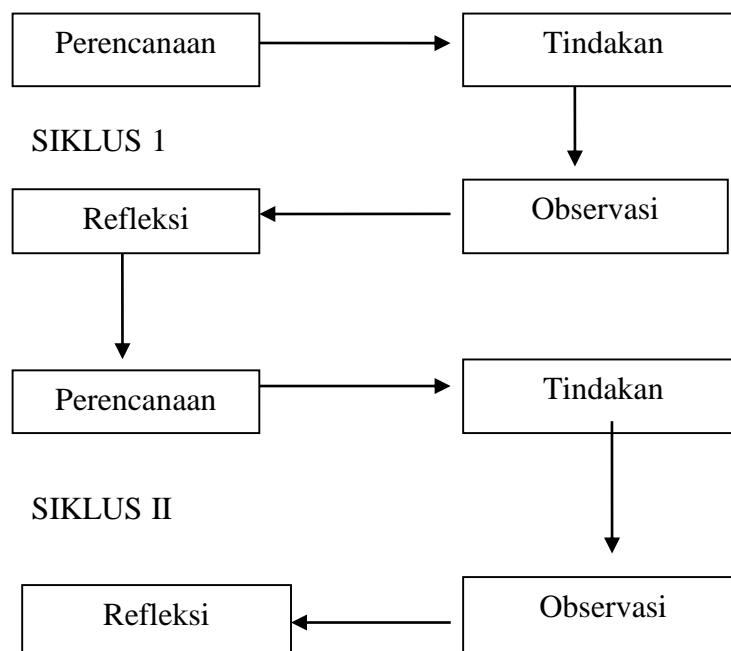 Perencanaan
Tindakan
SIKLUS 1
Refleksi
Observasi
Perencanaan
Tindakan
SIKLUS II
Refleksi
Observasi